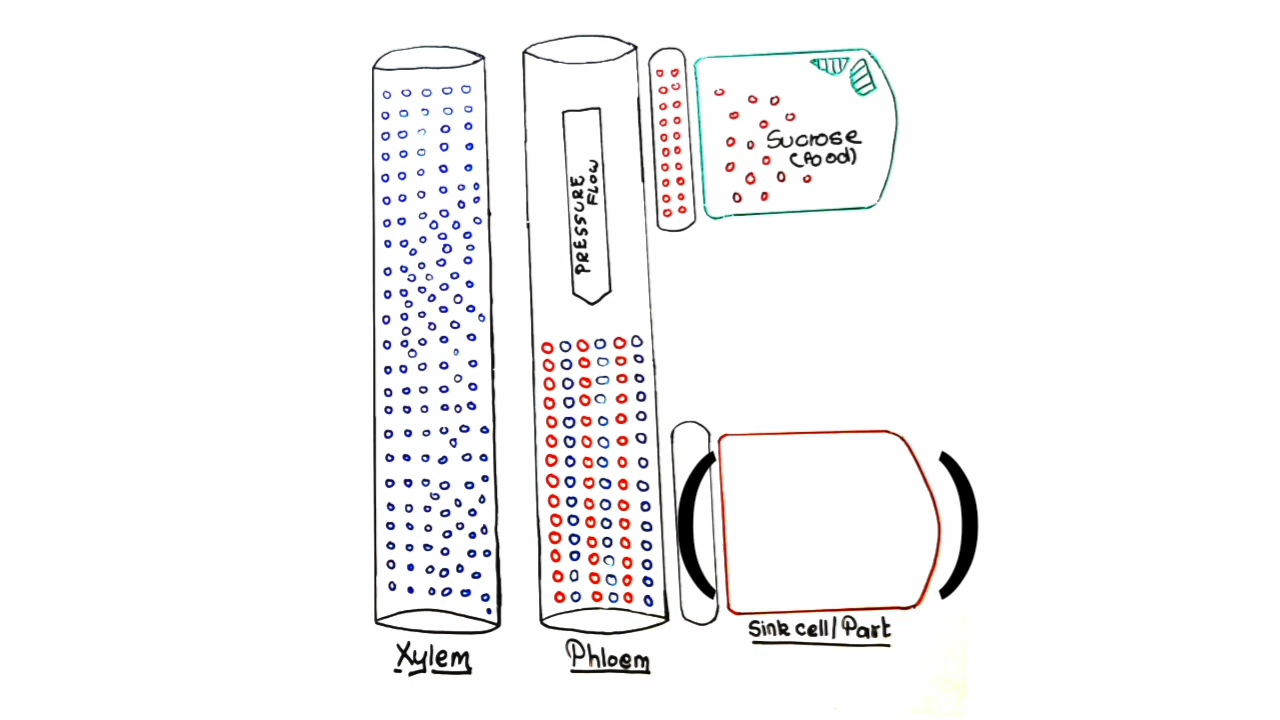 PRESSURE
FLOW
Sucrose
(food)
Sink cell/Part
Xylem
Phloem